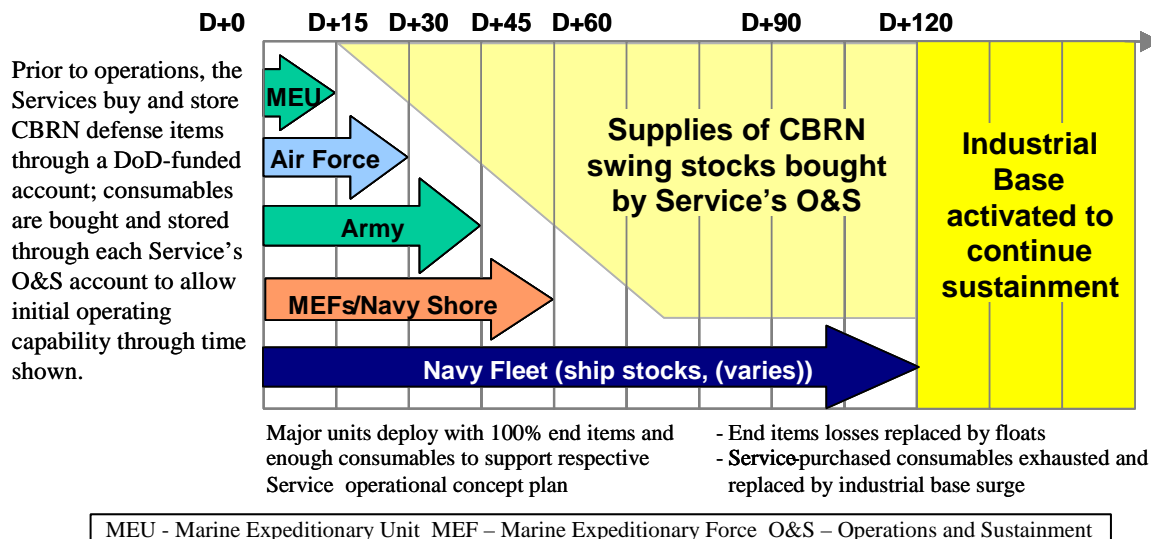 D+0 D+15 D+30 D+45 D+60 D+90 D+120
Prior to operations, the
Services buy and store
CBRN defense items
through a DoD-funded
account; consumables
are bought and stored
through each Service's
O&S account to allow
initial operating
capability through time
shown.
MEU
Air Force
Army
MEFs/Navy Shore
Navy Fleet (ship stocks, (varies))
Supplies of CBRN
swing stocks bought
by Service's O&S
Industrial
Base
activated to
continue
sustainment
Major units deploy with 100% end items and
enough consumables to support respective
Service operational concept plan
- End items losses replaced by floats
- Service-purchased consumables exhausted and
replaced by industrial base surge
MEU - Marine Expeditionary Unit MEF – Marine Expeditionary Force O&S – Operations and Sustainment